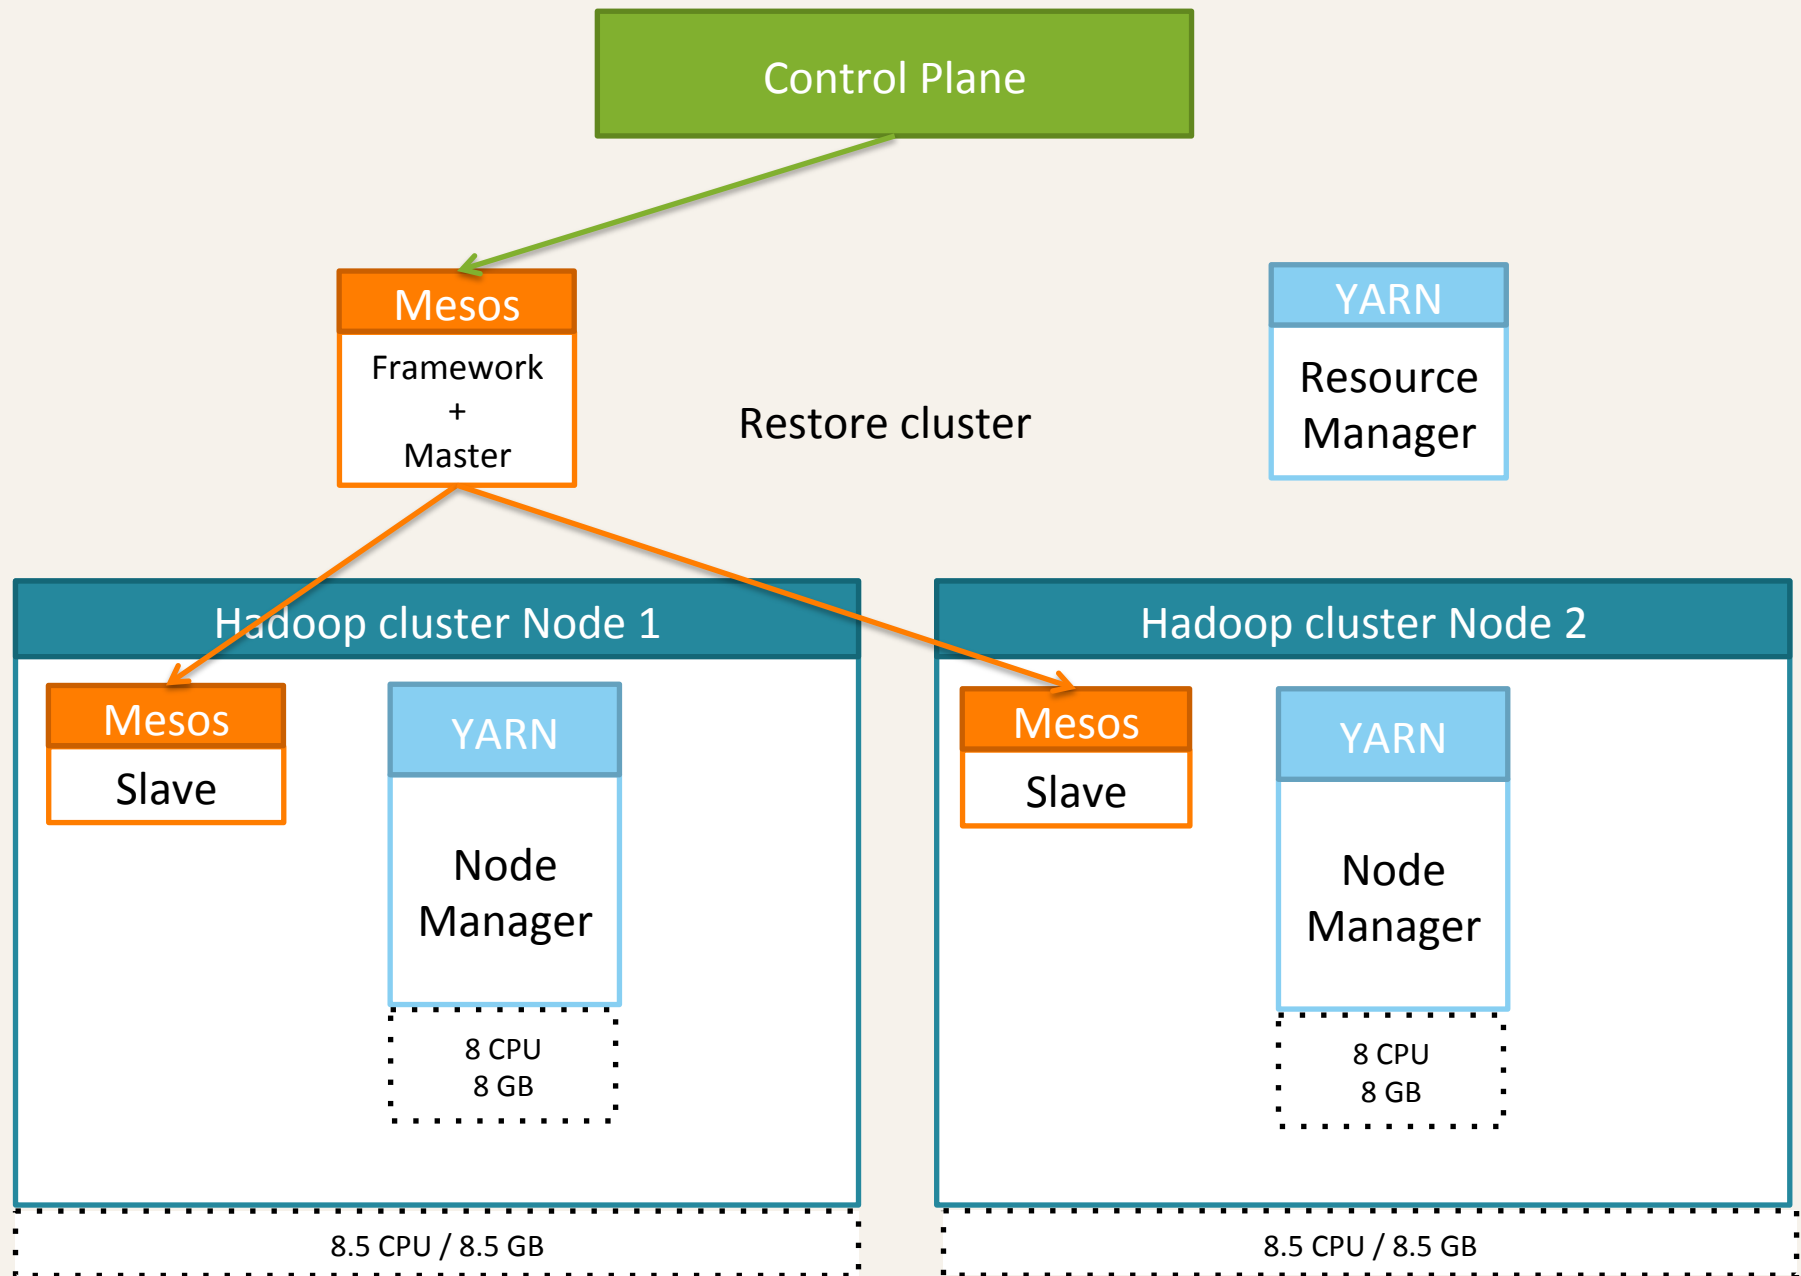 Control Plane
Mesos
Framework
+
Master
Restore cluster
YARN
Resource
Manager
Hadoop cluster Node 1
Mesos
Slave
YARN
Node
Manager
8 CPU
8 GB
8.5 CPU / 8.5 GB
Hadoop cluster Node 2
Mesos
Slave
YARN
Node
Manager
8 CPU
8 GB
8.5 CPU / 8.5 GB